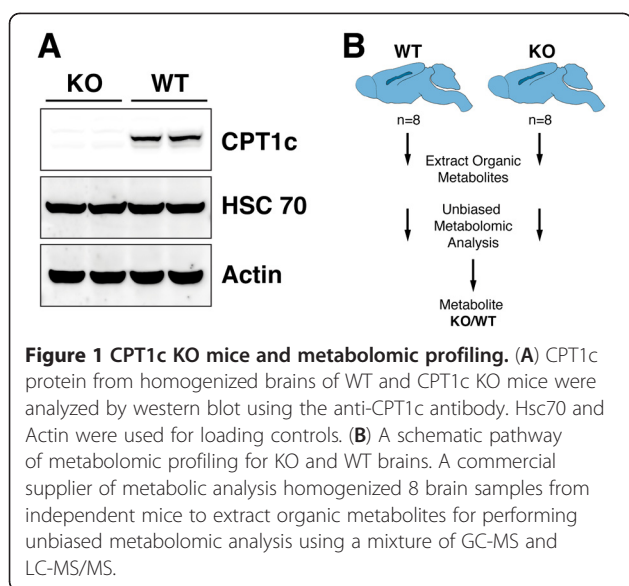 A
KO WT
CPT1c
HSC 70
Actin
B
WT KO
n=8 n=8
Extract Organic
Metabolites
Unbiased
Metabolomic
Analysis
Metabolite
KO/WT
Figure 1 CPT1c KO mice and metabolomic profiling. (A) CPT1c
protein from homogenized brains of WT and CPT1c KO mice were
analyzed by western blot using the anti-CPT1c antibody. Hsc70 and
Actin were used for loading controls. (B) A schematic pathway
of metabolomic profiling for KO and WT brains. A commercial
supplier of metabolic analysis homogenized 8 brain samples from
independent mice to extract organic metabolites for performing
unbiased metabolomic analysis using a mixture of GC-MS and
LC-MS/MS.